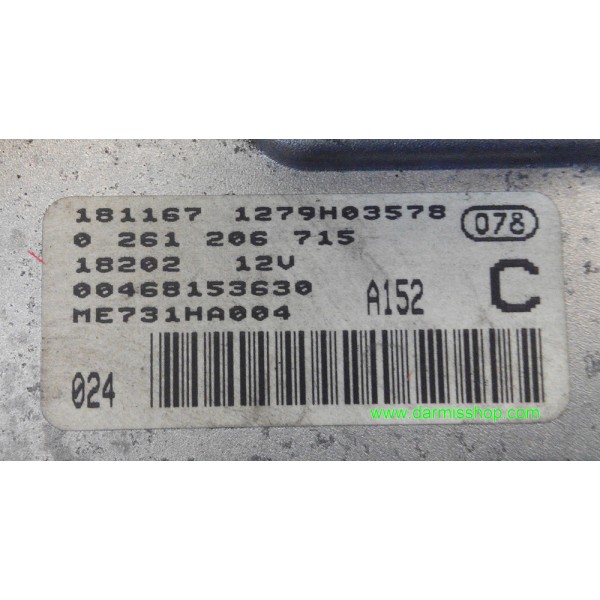 181167 1279H03578 078
0 261 206 715
18202 12V
00468153630
ME731HA004 A152 C
024
www.darmisshop.com